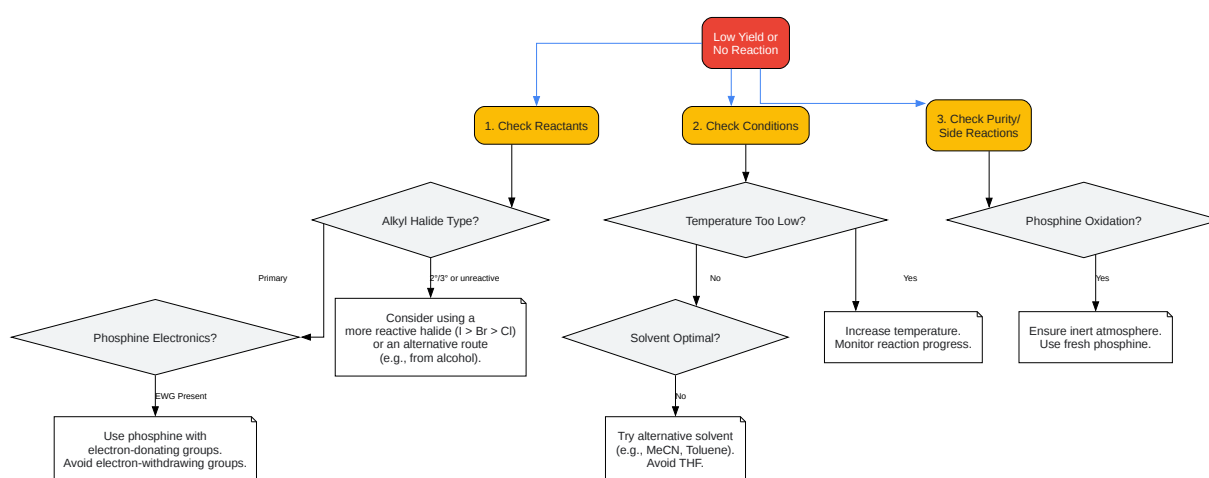 Low Yield or
No Reaction
1. Check Reactants
2. Check Conditions
3. Check Purity/
Side Reactions
Alkyl Halide Type?
Temperature Too Low?
Phosphine Oxidation?
Primary
2°/3° or unreactive
No
Yes
Yes
Phosphine Electronics?
Consider using a
more reactive halide (I > Br > Cl)
or an alternative route
(e.g., from alcohol).
Solvent Optimal?
Increase temperature.
Monitor reaction progress.
Ensure inert atmosphere.
Use fresh phosphine.
EWG Present
No
Use phosphine with
electron-donating groups.
Avoid electron-withdrawing groups.
Try alternative solvent
(e.g., MeCN, Toluene).
Avoid THF.